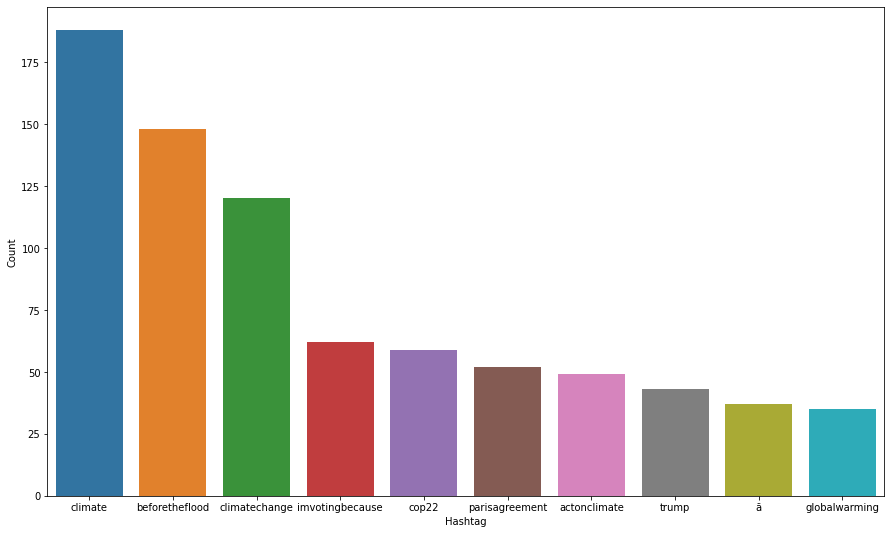 175
150
125
100
75
50
25
0
Count
climate beforetheflood climatechange imvotingbecause cop22 parisagreement actonclimate trump ã globalwarming
Hashtag